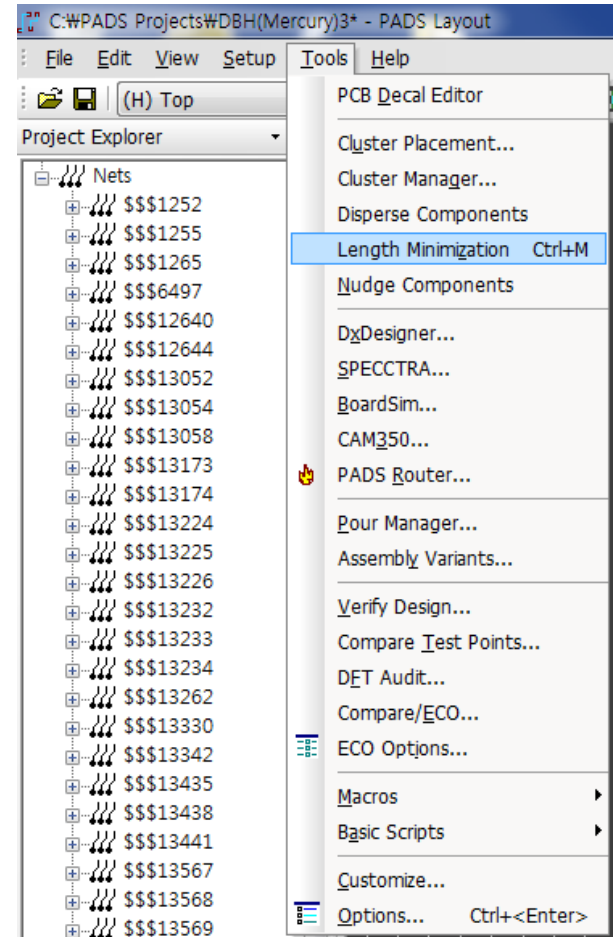 C:₩PADS Projects₩DBH(Mercury)3* - PADS Layout
File Edit View Setup Tools Help
(H) Top
Project Explorer
Nets
$$$1252
$$$1255
$$$1265
$$$6497
$$$12640
$$$12644
$$$13052
$$$13054
$$$13058
$$$13173
$$$13174
$$$13224
$$$13225
$$$13226
$$$13232
$$$13233
$$$13234
$$$13262
$$$13330
$$$13342
$$$13435
$$$13438
$$$13441
$$$13567
$$$13568
$$$13569
PCB Decal Editor
Cluster Placement...
Cluster Manager...
Disperse Components
Length Minimization Ctrl+M
Nudge Components
DxDesigner...
SPECCTRA...
BoardSim...
CAM350...
PADS Router...
Pour Manager...
Assembly Variants...
Verify Design...
Compare Test Points...
DFT Audit...
Compare/ECO...
ECO Options...
Macros
Basic Scripts
Customize...
Options... Ctrl+<Enter>